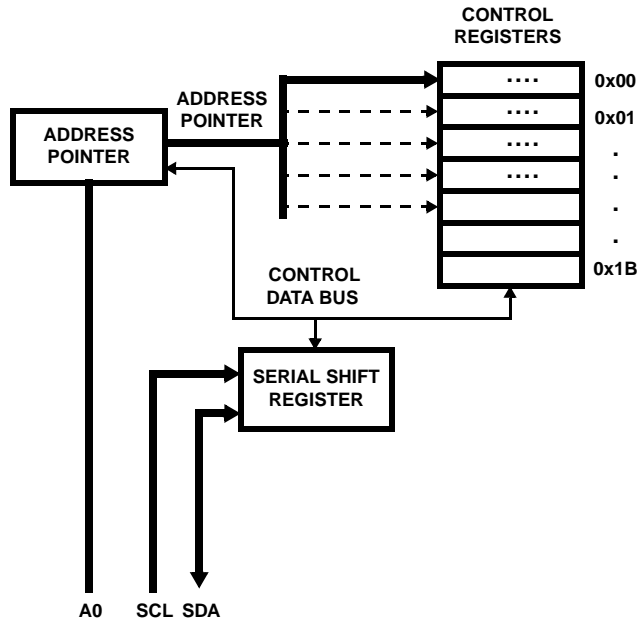 CONTROL
REGISTERS
....
0x00
ADDRESS
POINTER
....
0x01
ADDRESS
POINTER
....
.
....
.
.
.
0x1B
CONTROL
DATA BUS
SERIAL SHIFT
REGISTER
A0
SCL
SDA